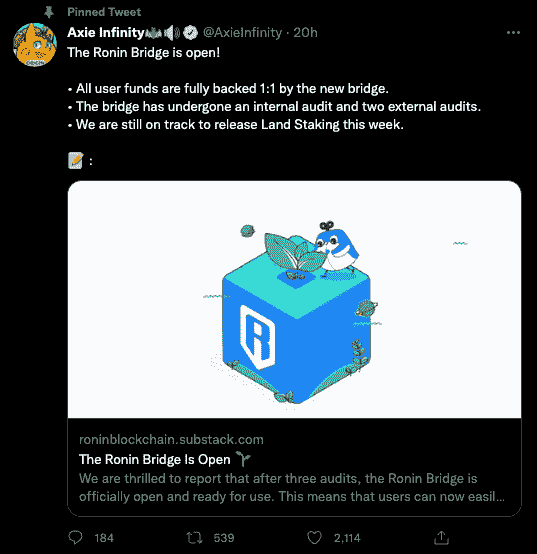 Pinned Tweet
Axie Infinity @AxieInfinity · 20h
The Ronin Bridge is open!
• All user funds are fully backed 1:1 by the new bridge.
• The bridge has undergone an internal audit and two external audits.
• We are still on track to release Land Staking this week.
📝 :
R
roninblockchain.substack.com
The Ronin Bridge Is Open 🌱
We are thrilled to report that after three audits, the Ronin Bridge is
officially open and ready for use. This means that users can now easil...
184 539 2,114